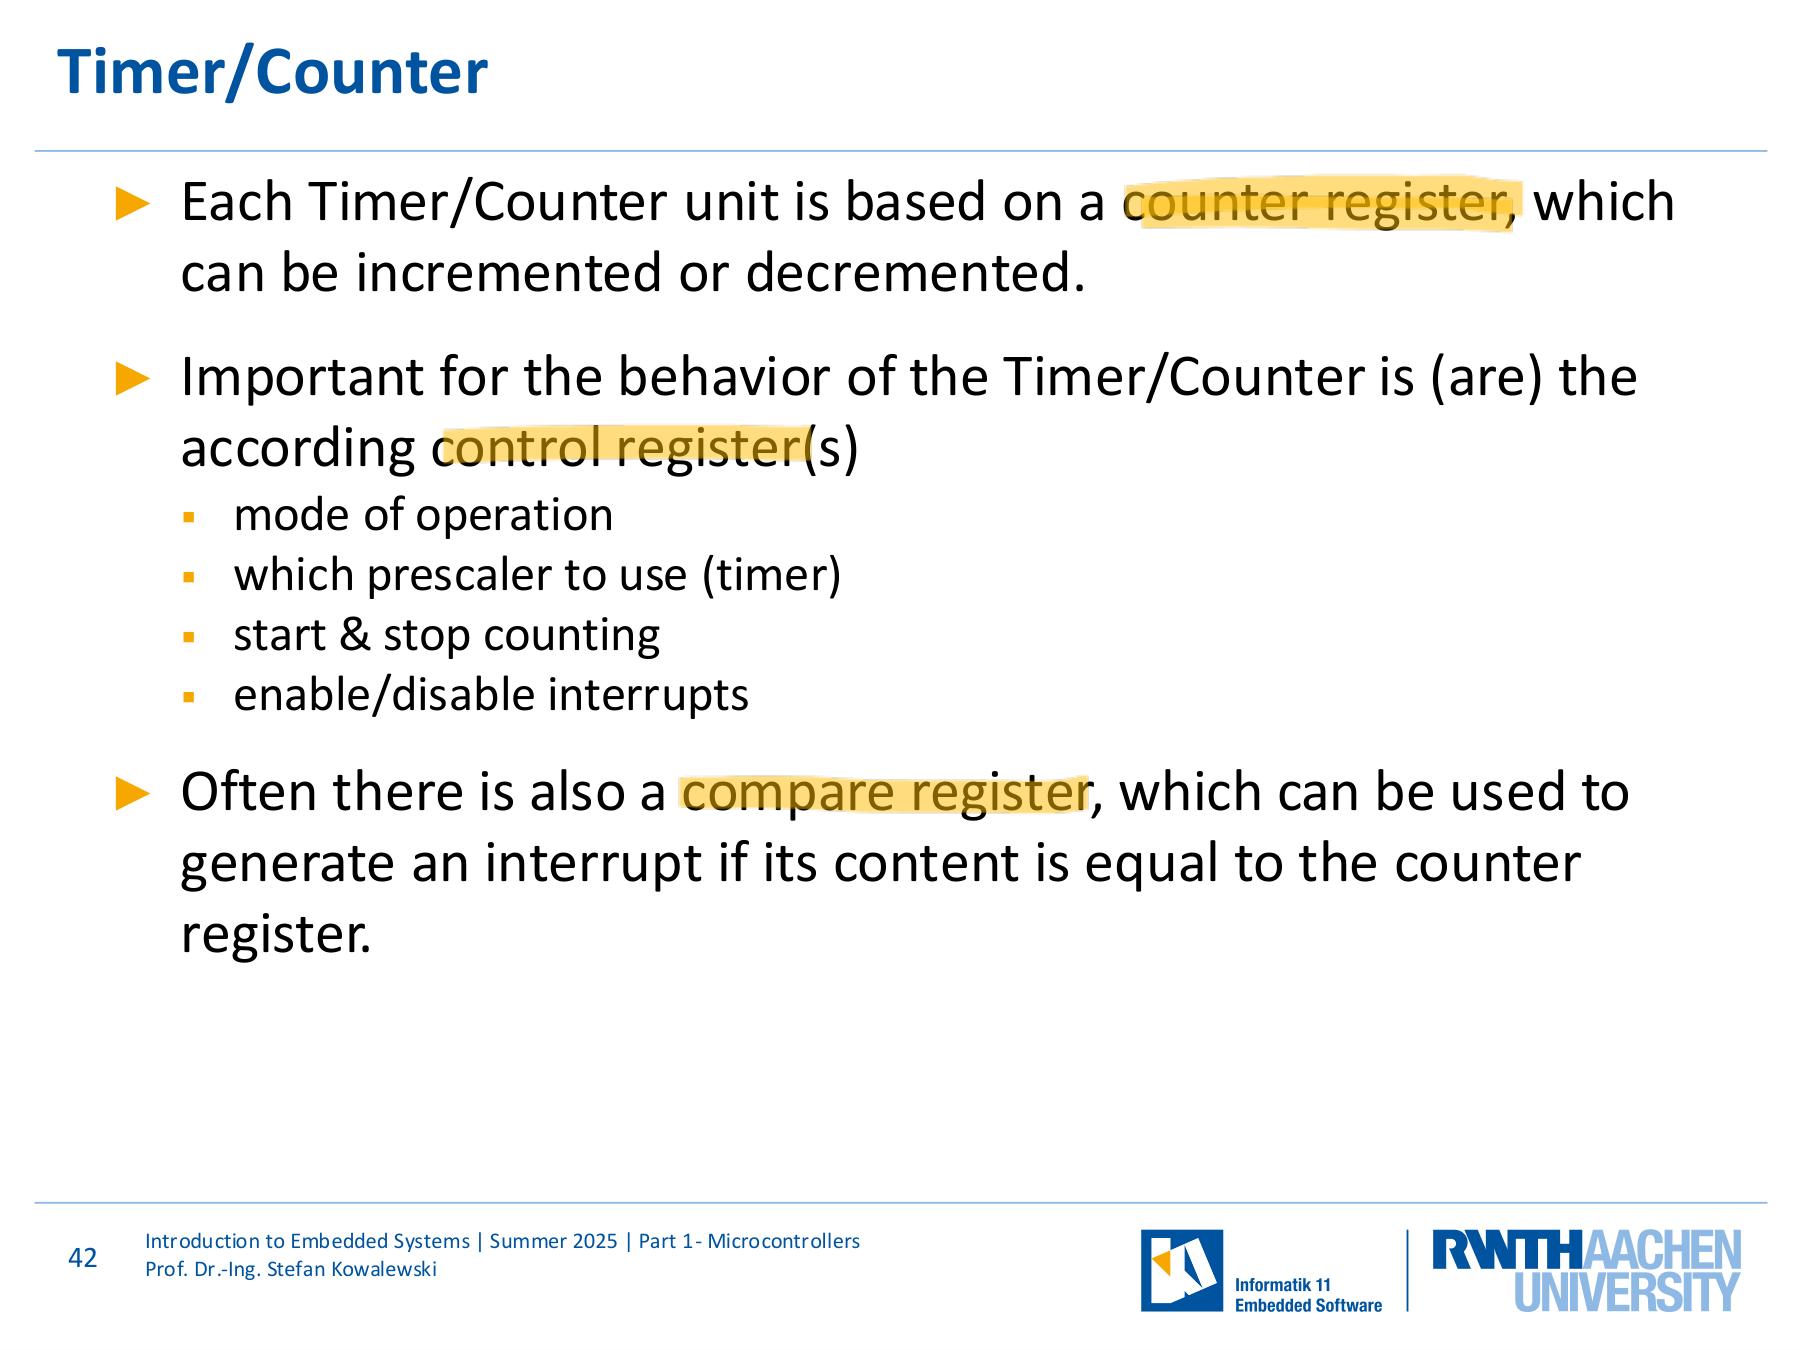 Timer/Counter
► Each Timer/Counter unit is based on a counter register, which
can be incremented or decremented.
► Important for the behavior of the Timer/Counter is (are) the
according control register(s)
▪ mode of operation
▪ which prescaler to use (timer)
▪ start & stop counting
▪ enable/disable interrupts
► Often there is also a compare register, which can be used to
generate an interrupt if its content is equal to the counter
register.
42
Introduction to Embedded Systems | Summer 2025 | Part 1- Microcontrollers
Prof. Dr.-Ing. Stefan Kowalewski
Informatik 11
Embedded Software
RWTHAACHEN
UNIVERSITY